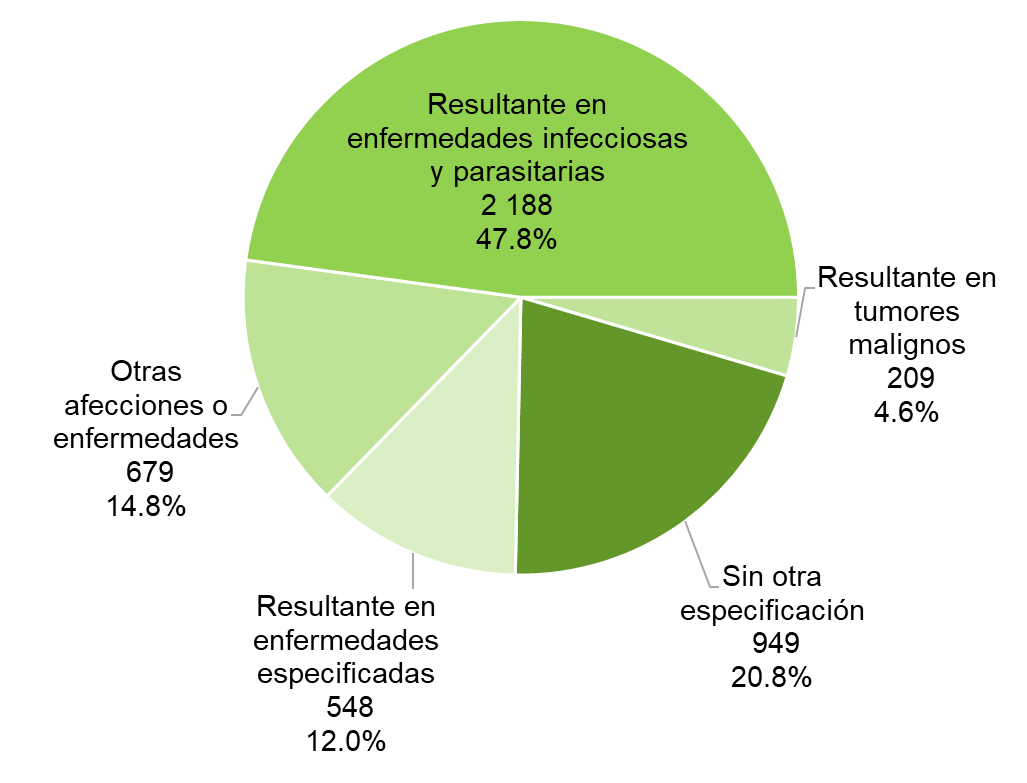 Resultante en
enfermedades infecciosas
y parasitarias
2 188
47.8%
Resultante en
tumores
malignos
209
4.6%
Otras
afecciones o
enfermedades
679
14.8%
Sin otra
especificación
949
20.8%
Resultante en
enfermedades
especificadas
548
12.0%